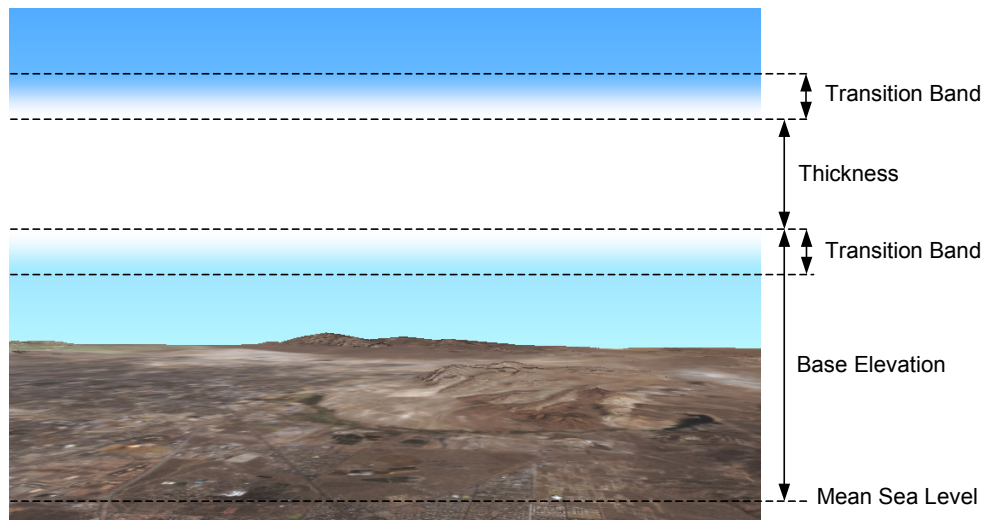 Transition Band
Thickness
Transition Band
Base Elevation
Mean Sea Level